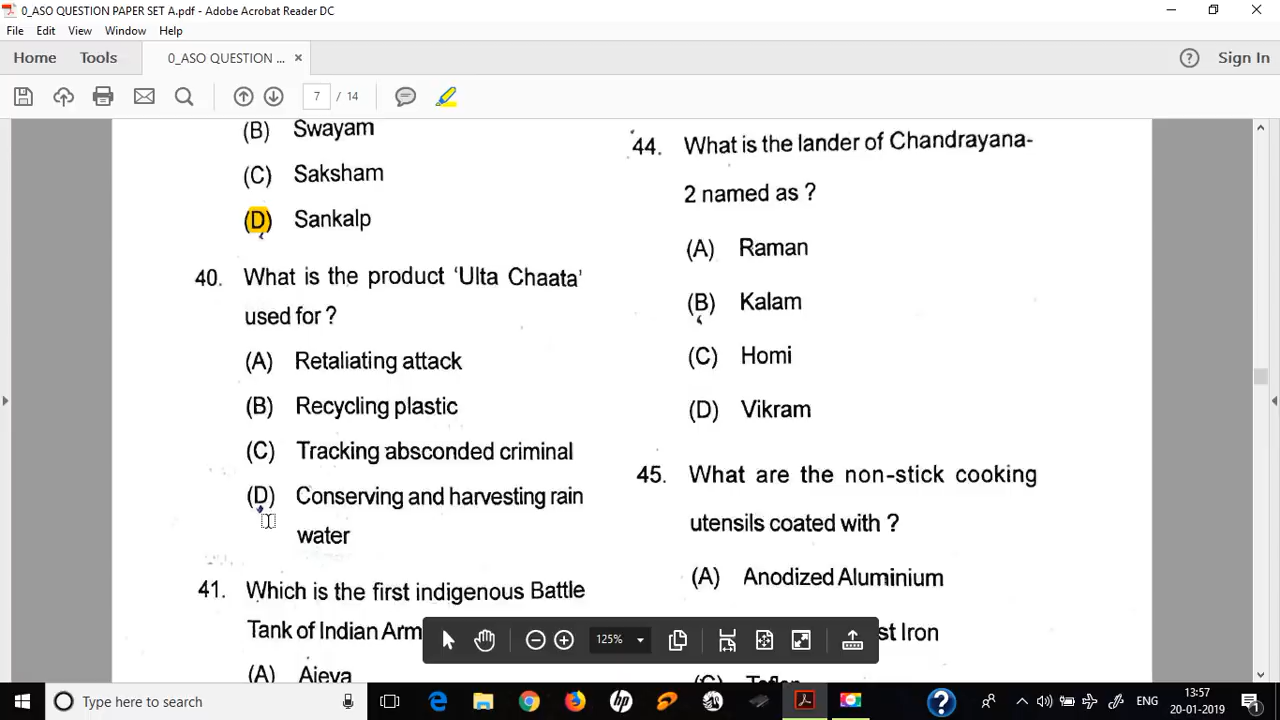 0_ASO QUESTION PAPER SET A.pdf - Adobe Acrobat Reader DC
File Edit View Window Help
Home Tools 0_ASO QUESTION ... ×
Sign In
7 / 14
(B) Swayam
(C) Saksham
(D) Sankalp
40. What is the product 'Ulta Chaata'
used for ?
(A) Retaliating attack
(B) Recycling plastic
(C) Tracking absconded criminal
(D) Conserving and harvesting rain
water
41. Which is the first indigenous Battle
Tank of Indian Arm
(A) Ajeya
44. What is the lander of Chandrayana-
2 named as ?
(A) Raman
(B) Kalam
(C) Homi
(D) Vikram
45. What are the non-stick cooking
utensils coated with ?
(A) Anodized Aluminium
st Iron
(C) Teflon
125%
Type here to search
ENG
13:57
20-01-2019